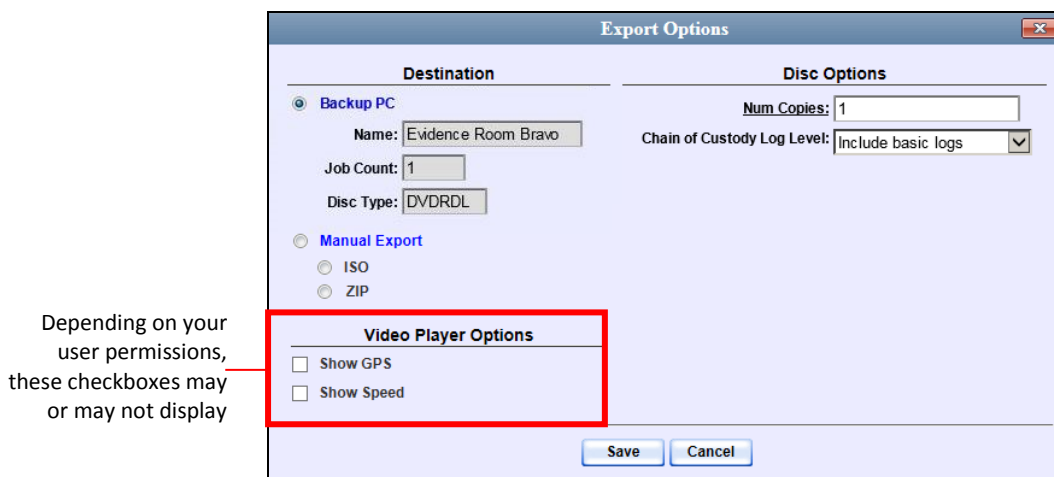 Export Options
Destination
Backup PC
Name: Evidence Room Bravo
Job Count: 1
Disc Type: DVDRDL
Manual Export
ISO
ZIP
Disc Options
Num Copies: 1
Chain of Custody Log Level: Include basic logs
Depending on your
user permissions,
these checkboxes may
or may not display
Video Player Options
Show GPS
Show Speed
Save
Cancel